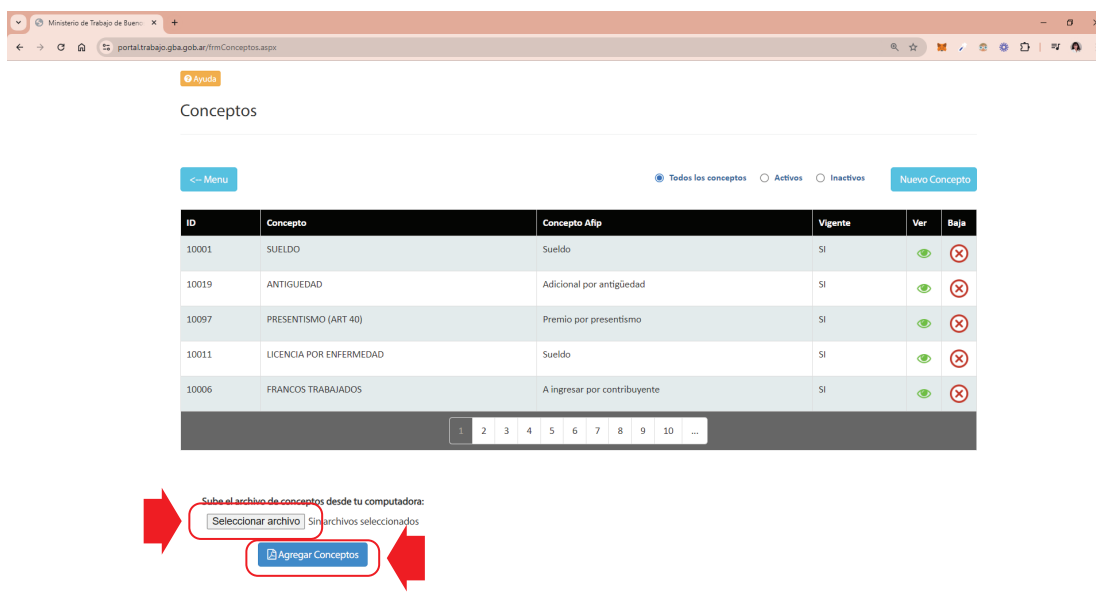 Ministerio de Trabajo de Bueno
portal.trabajo.gba.gob.ar/frmConceptos.aspx
Ayuda
Conceptos
<-- Menu
Todos los conceptos
Activos
Inactivos
Nuevo Concepto
ID Concepto Concepto Afip Vigente Ver Baja
10001 SUELDO Sueldo SI
10019 ANTIGUEDAD Adicional por antigüedad SI
10097 PRESENTISMO (ART 40) Premio por presentismo SI
10011 LICENCIA POR ENFERMEDAD Sueldo SI
10006 FRANCOS TRABAJADOS A ingresar por contribuyente SI
1 2 3 4 5 6 7 8 9 10 ...
Sube el archivo de conceptos desde tu computadora:
Seleccionar archivo Sin archivos seleccionados
Agregar Conceptos